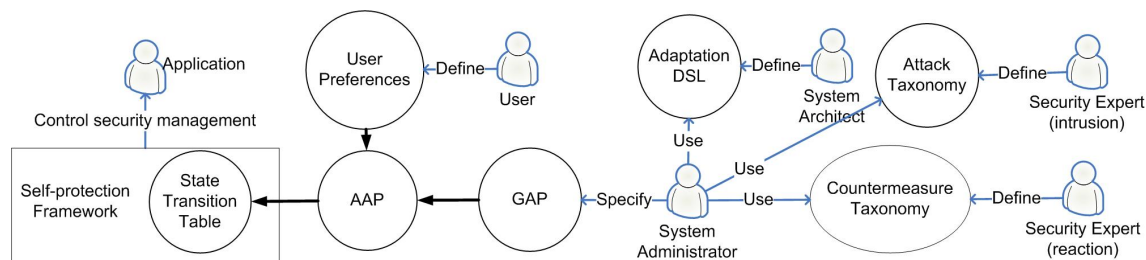 Application
Control security management
Self-protection
Framework
State
Transition
Table
User
Preferences
Define
User
AAP
GAP
Specify
System
Administrator
Use
Adaptation
DSL
Define
System
Architect
Use
Attack
Taxonomy
Define
Security Expert
(intrusion)
Use
Countermeasure
Taxonomy
Define
Security Expert
(reaction)